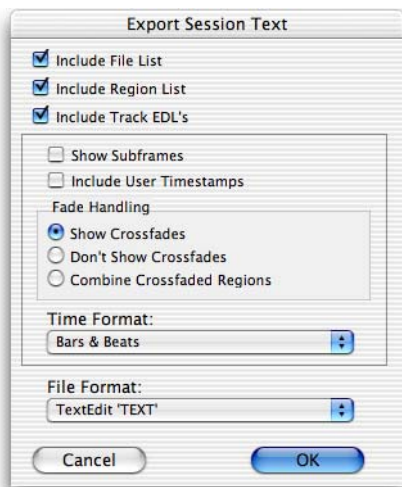 Export Session Text
Include File List
Include Region List
Include Track EDL's
Show Subframes
Include User Timestamps
Fade Handling
Show Crossfades
Don't Show Crossfades
Combine Crossfaded Regions
Time Format:
Bars & Beats
File Format:
TextEdit 'TEXT'
Cancel OK